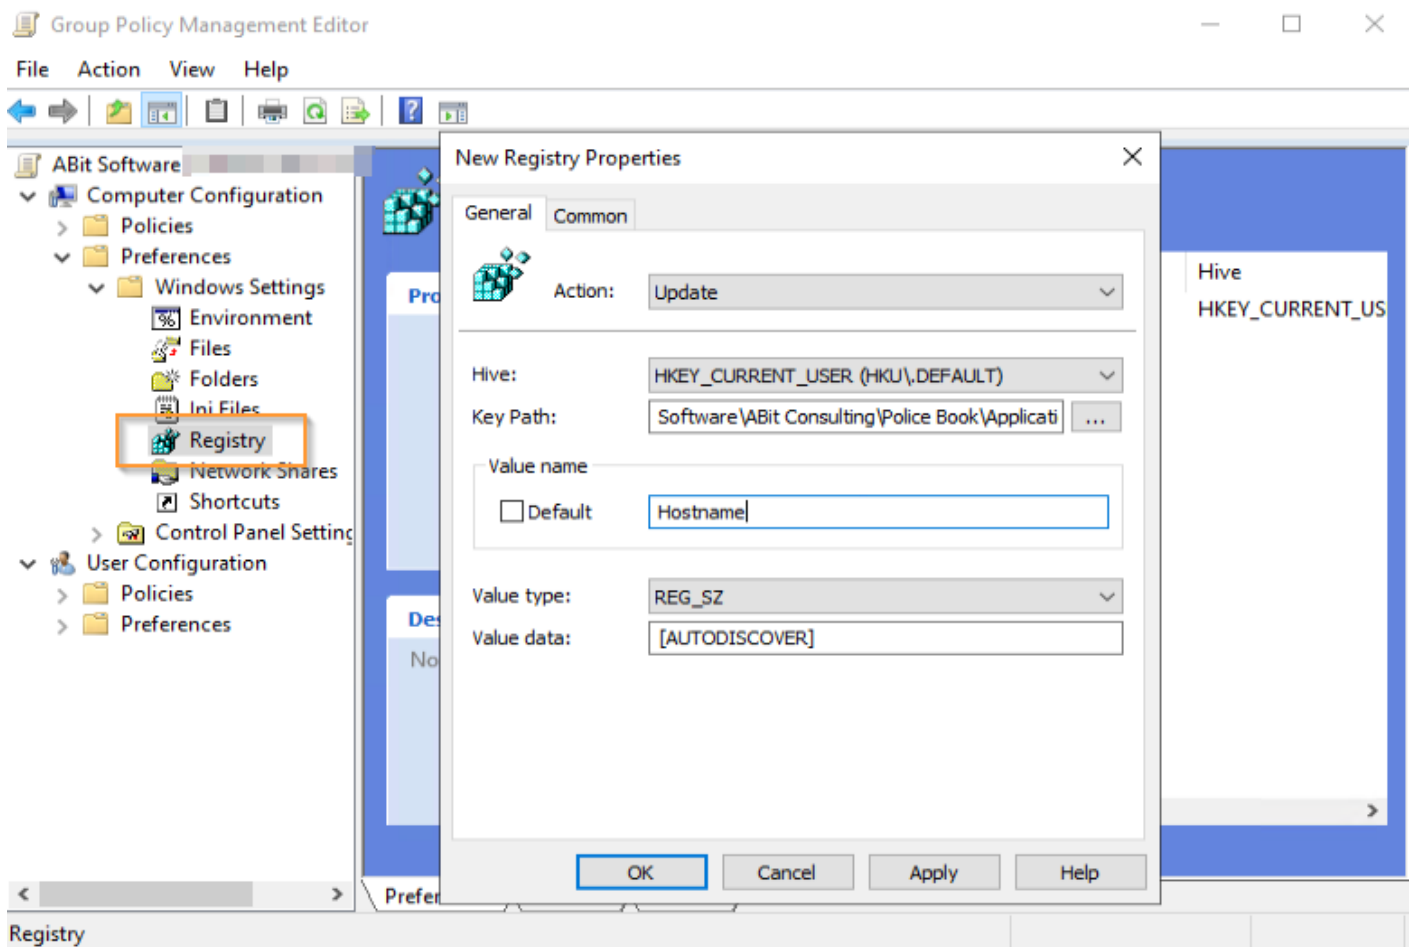 Group Policy Management Editor
File Action View Help
ABit Software
Computer Configuration
Policies
Preferences
Windows Settings
Environment
Files
Folders
Ini Files
Registry
Network Shares
Shortcuts
Control Panel Setting
User Configuration
Policies
Preferences
Pro
Des
No
Prefer
New Registry Properties
General Common
Action: Update
Hive: HKEY_CURRENT_USER (HKU\.DEFAULT)
Key Path: Software\ABit Consulting\Police Book\Applicati ...
Value name
Default Hostname
Value type: REG_SZ
Value data: [AUTODISCOVER]
OK Cancel Apply Help
Hive
HKEY_CURRENT_US
Registry